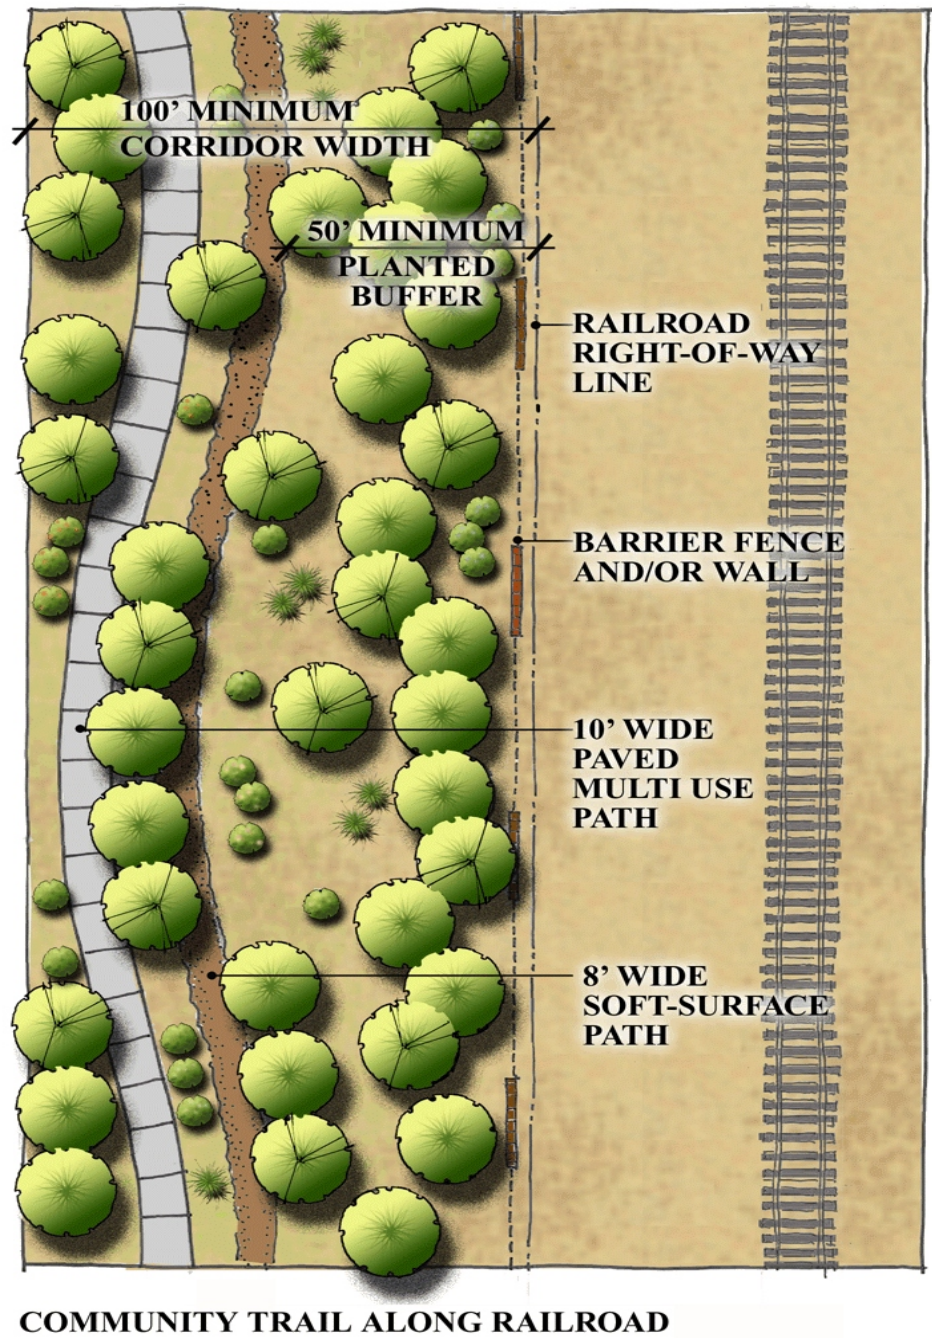 100' MINIMUM
CORRIDOR WIDTH
50' MINIMUM
PLANTED
BUFFER
RAILROAD
RIGHT-OF-WAY
LINE
BARRIER FENCE
AND/OR WALL
10' WIDE
PAVED
MULTI USE
PATH
8' WIDE
SOFT-SURFACE
PATH
COMMUNITY TRAIL ALONG RAILROAD